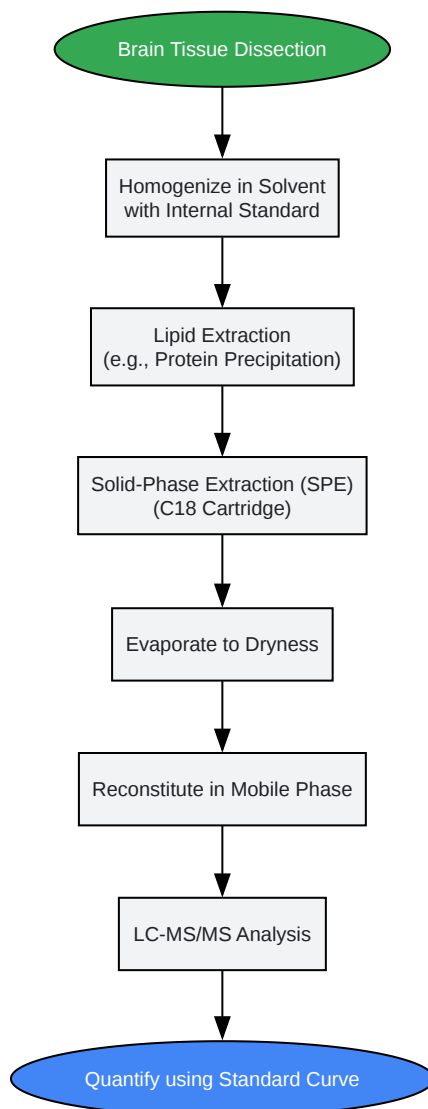 Brain Tissue Dissection
Homogenize in Solvent
with Internal Standard
Lipid Extraction
(e.g., Protein Precipitation)
Solid-Phase Extraction (SPE)
(C18 Cartridge)
Evaporate to Dryness
Reconstitute in Mobile Phase
LC-MS/MS Analysis
Quantify using Standard Curve